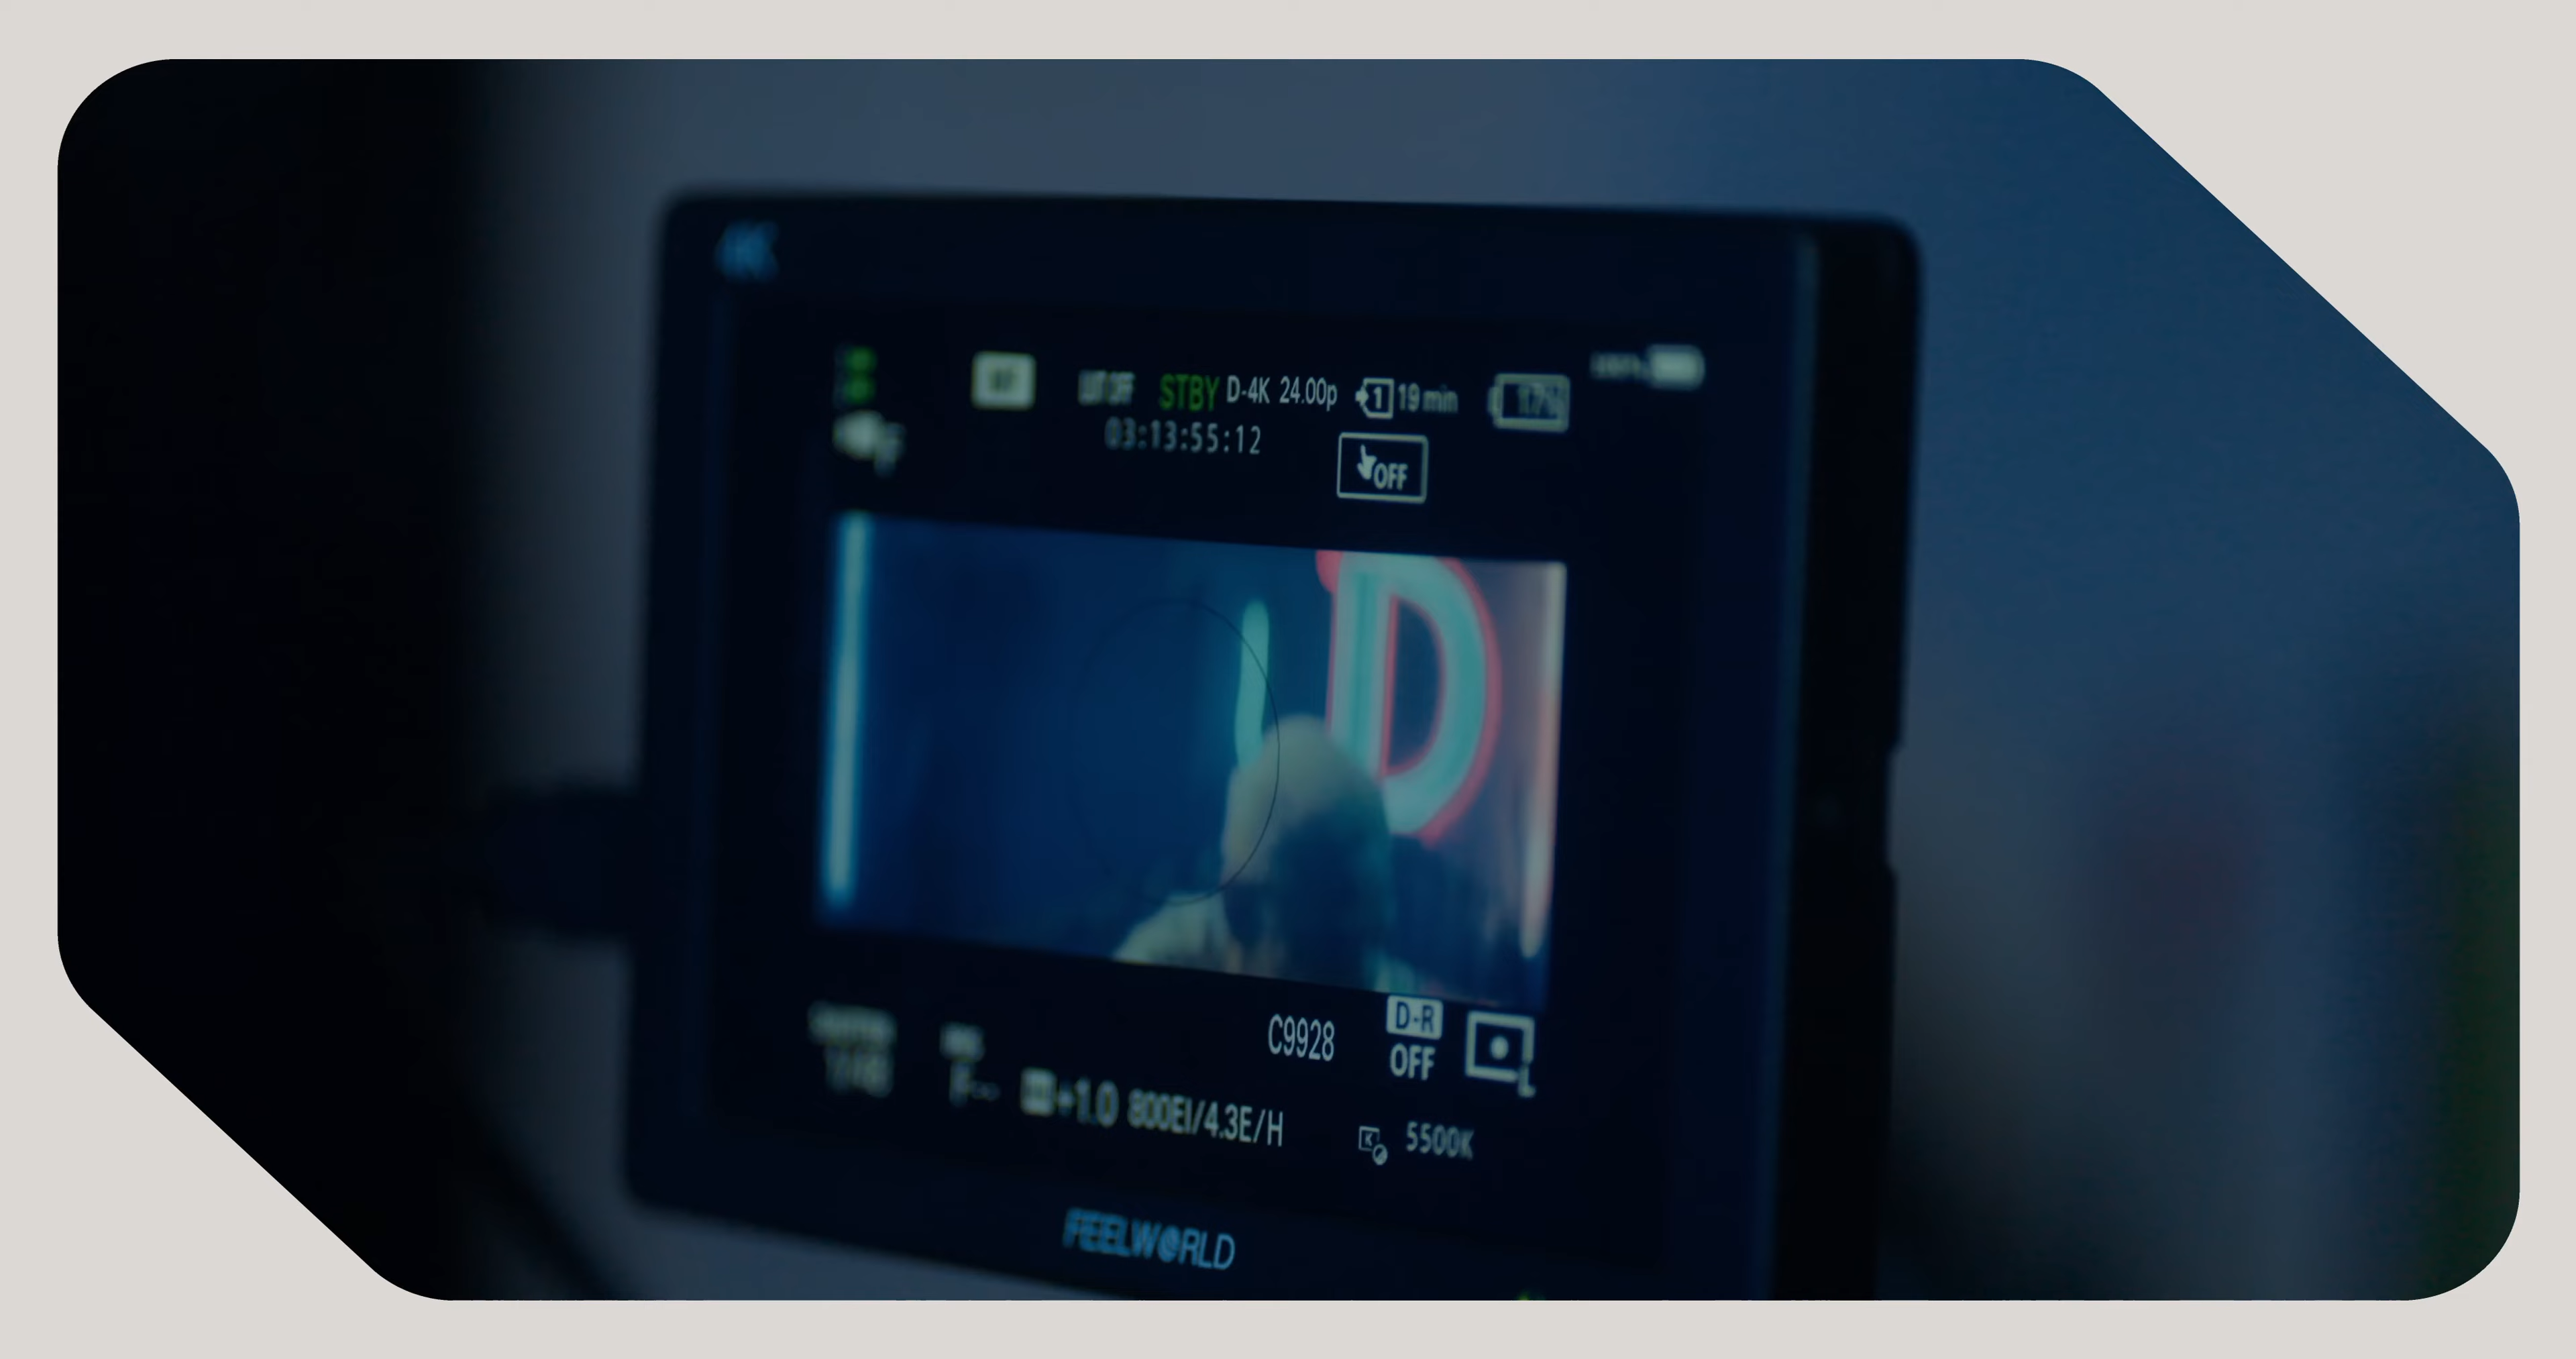 4K
STBY D-4K 24.00p 1 19 min
03:13:55:12
OFF
D
C9928
D-R
OFF
L
+1.0 800EI/4.3E/H
K 5500K
FEELWORLD